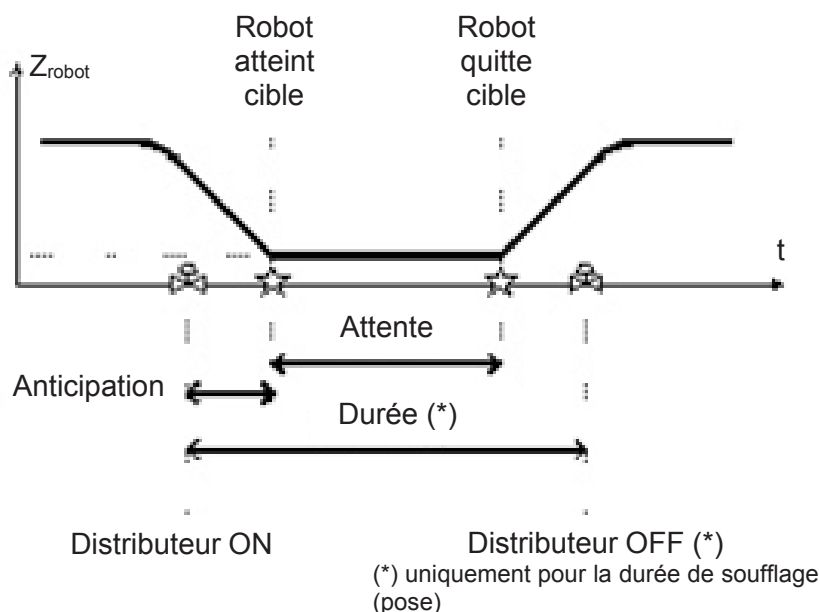 Robot
atteint
cible
Robot
quitte
cible
Zrobot
t
Attente
Anticipation
Durée (*)
Distributeur ON
Distributeur OFF (*)
(*) uniquement pour la durée de soufflage
(pose)